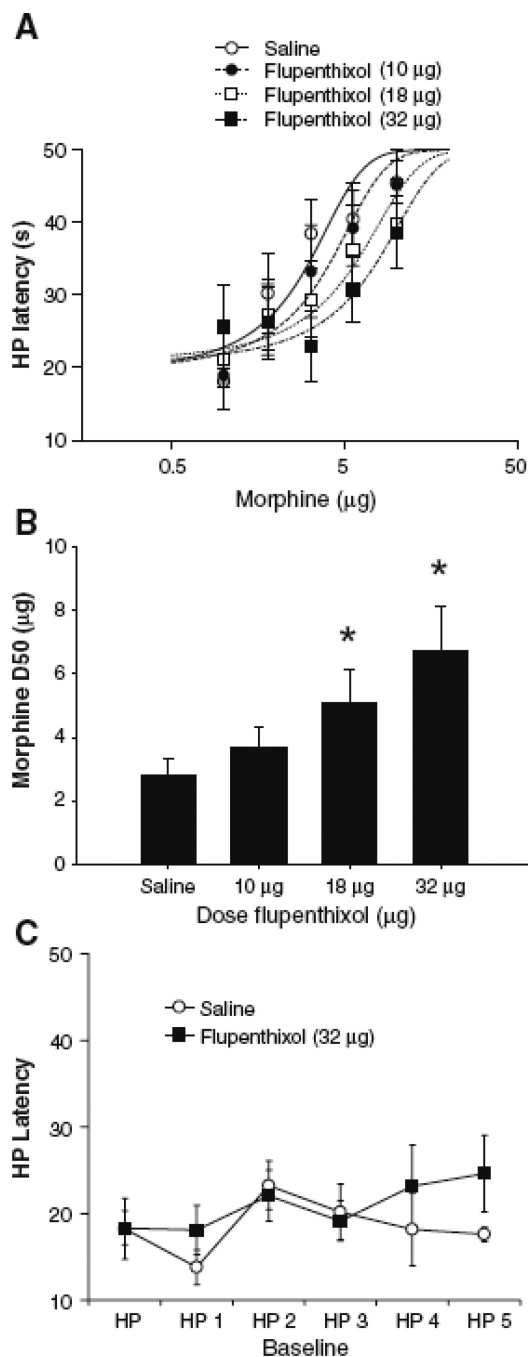 A
Saline
Flupenthixol (10 µg)
Flupenthixol (18 µg)
Flupenthixol (32 µg)
50
40
30
20
10
HP latency (s)
0.5
5
50
Morphine (µg)
B
10
8
6
4
2
0
Morphine D50 (µg)
*
*
Saline
10 µg
18 µg
32 µg
Dose flupenthixol (µg)
C
50
40
30
20
10
HP Latency
Saline
Flupenthixol (32 µg)
HP
HP 1
HP 2
HP 3
HP 4
HP 5
Baseline